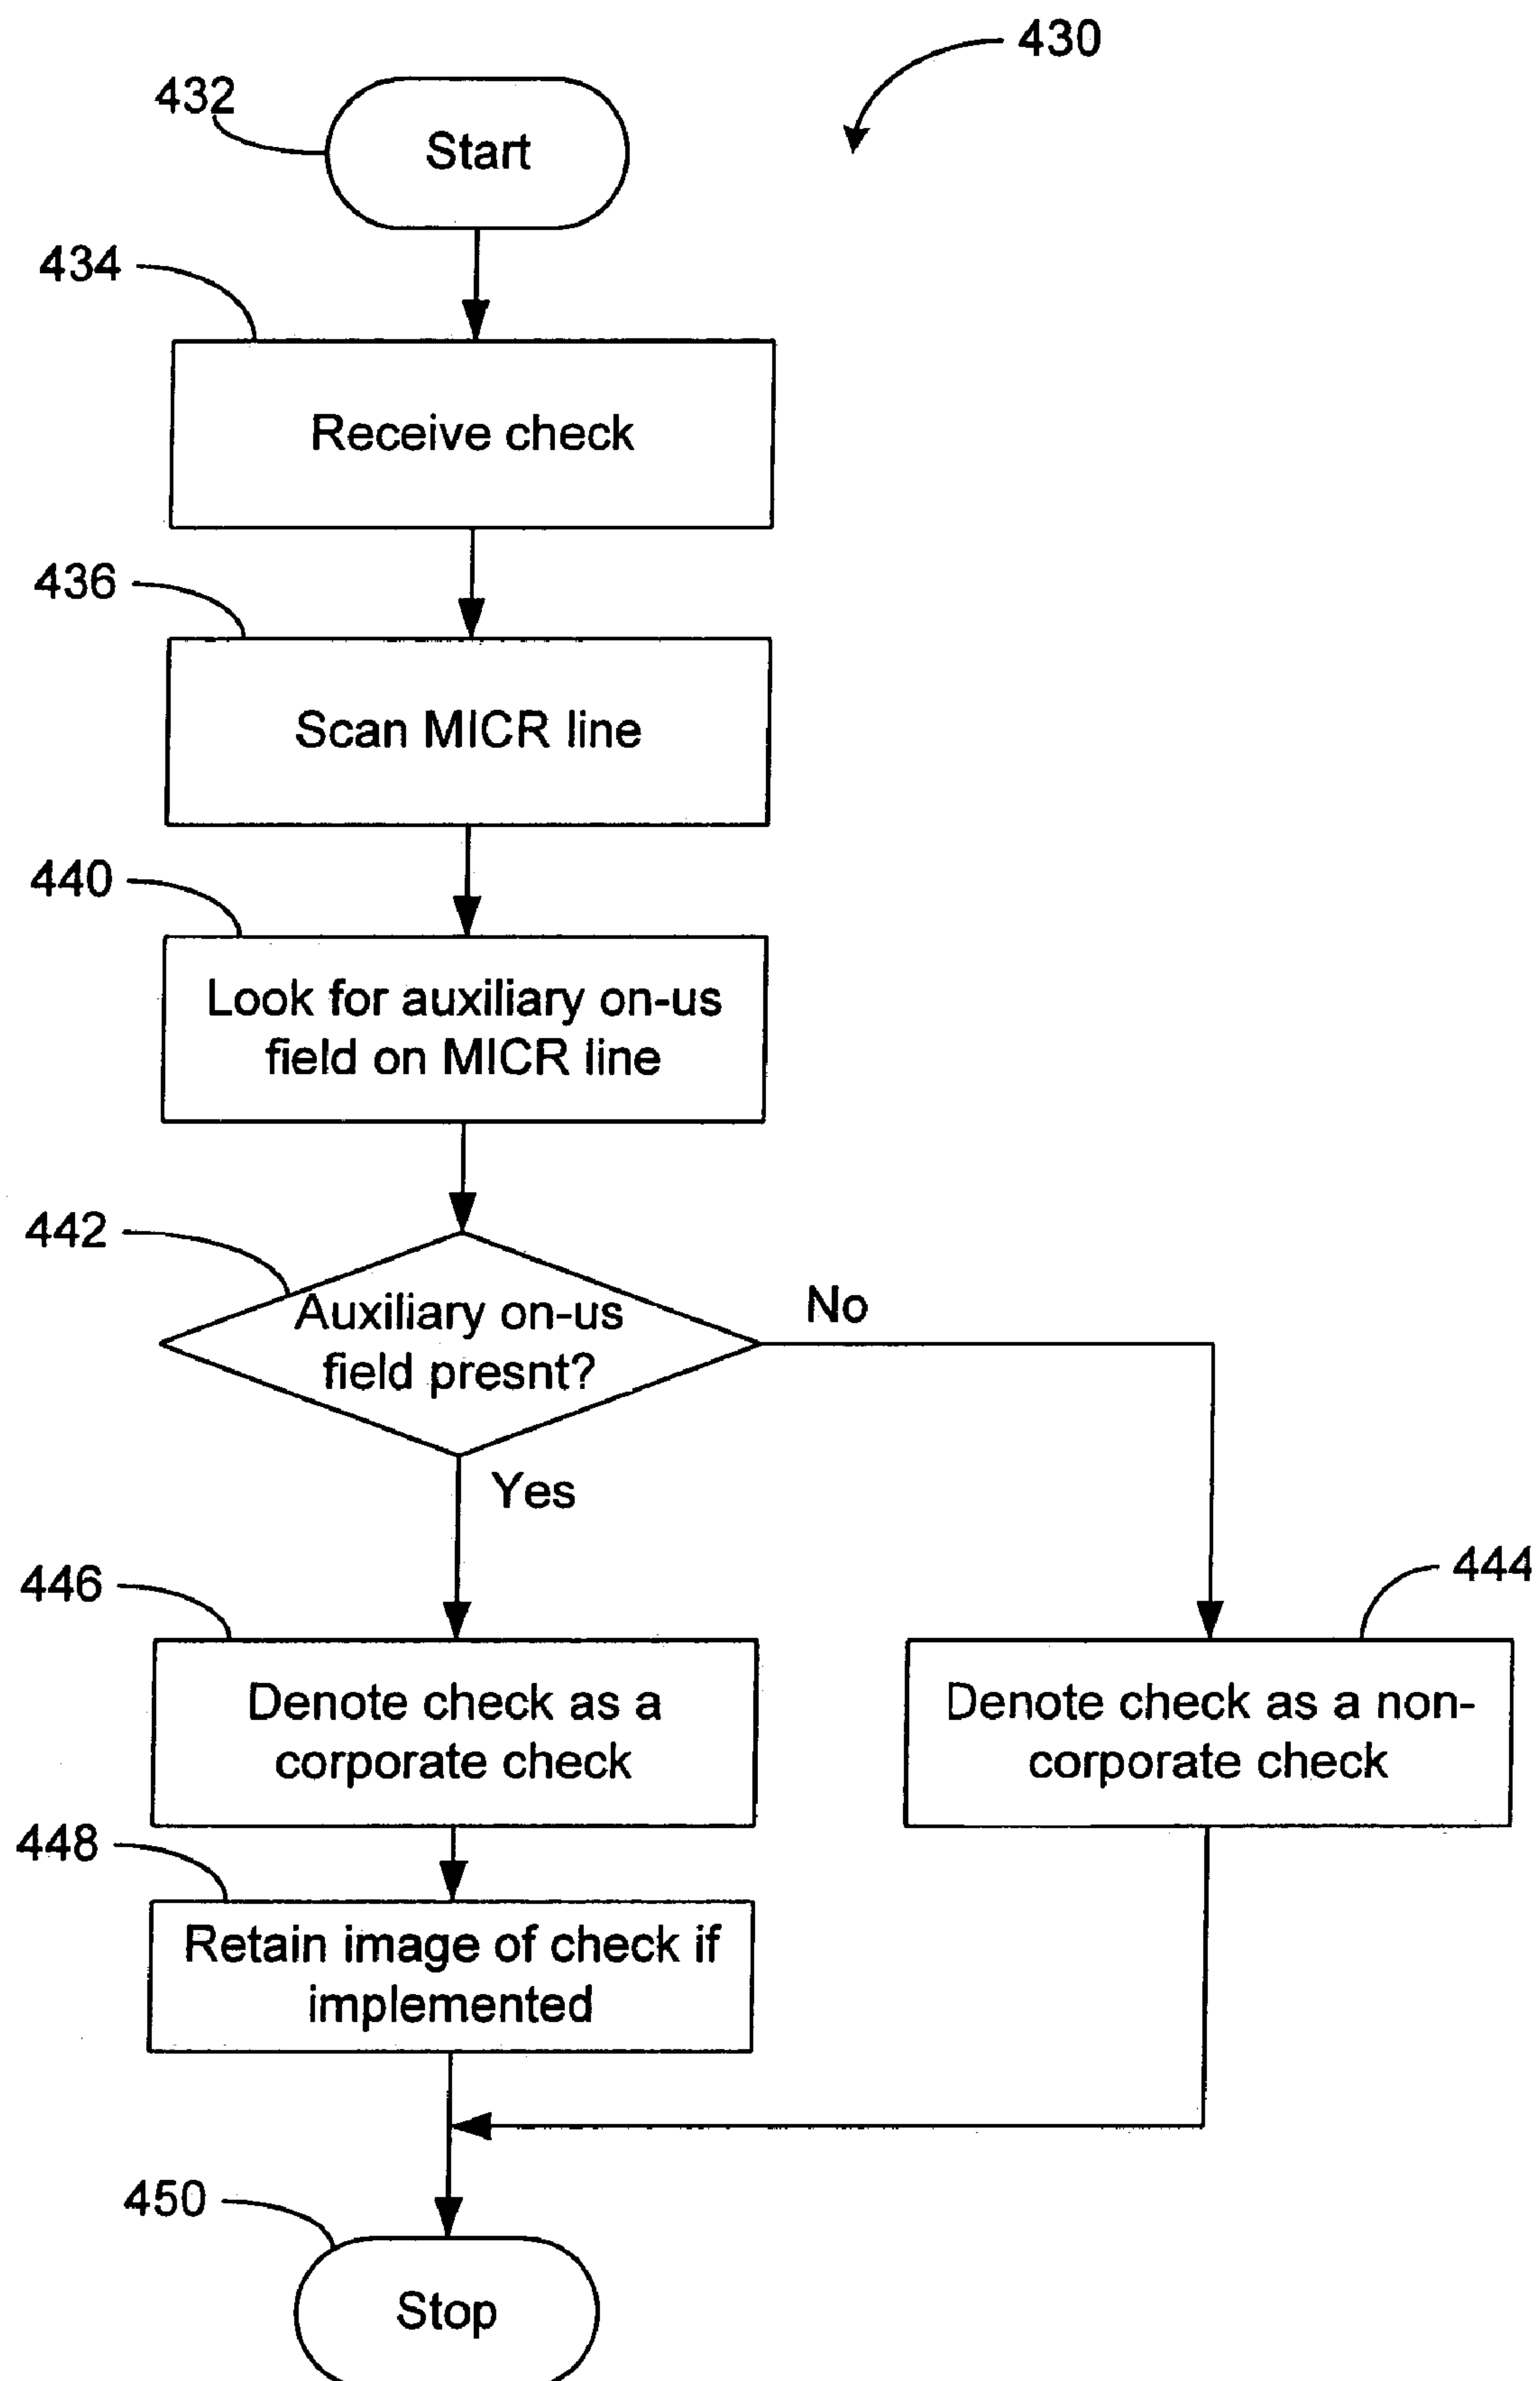 430
432
Start
434
Receive check
436
Scan MICR line
440
Look for auxiliary on-us
field on MICR line
442
Auxiliary on-us
field presnt?
No
Yes
446
Denote check as a
corporate check
444
Denote check as a non-
corporate check
448
Retain image of check if
implemented
450
Stop